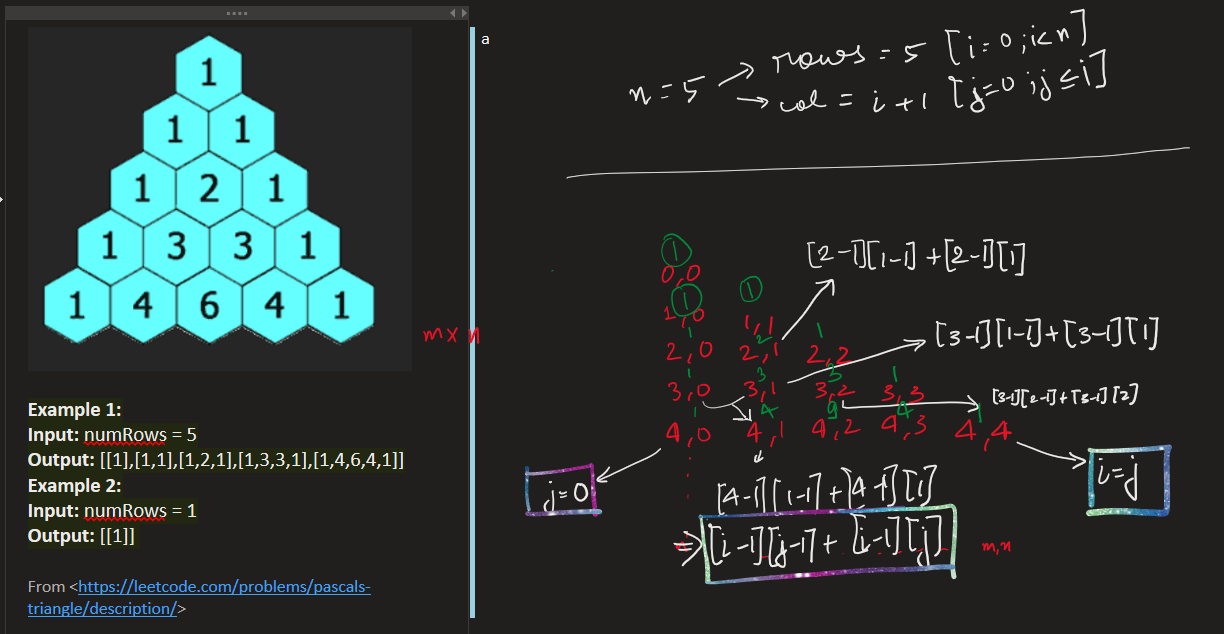 1
1 1
1 2 1
1 3 3 1
1 4 6 4 1
m x n
Example 1:
Input: numRows = 5
Output: [[1],[1,1],[1,2,1],[1,3,3,1],[1,4,6,4,1]]
Example 2:
Input: numRows = 1
Output: [[1]]
From <https://leetcode.com/problems/pascals-
triangle/description/>
a
n = 5 → rows = 5 [i=0 ; i<n]
→ col = i + 1 [j=0 ; j ≤ i]
1
0,0
[2-1][1-1] + [2-1][1]
1 1
1,0 1,1
1 2 1
2,0 2,1 2,2
[3-1][1-1] + [3-1][1]
1 3 3 1
3,0 3,1 3,2 3,3
[3-1][2-1] + [3-1][2]
1 4 4 1
4,0 4,1 4,2 4,3 4,4
j=0
i=j
[4-1][1-1] + [4-1][1]
⇒ [i-1][j-1] + [i-1][j]
m,n